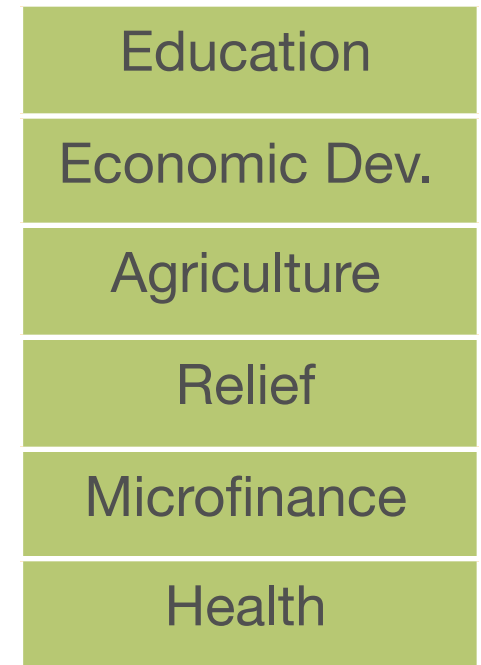 Education
Economic Dev.
Agriculture
Relief
Microfinance
Health